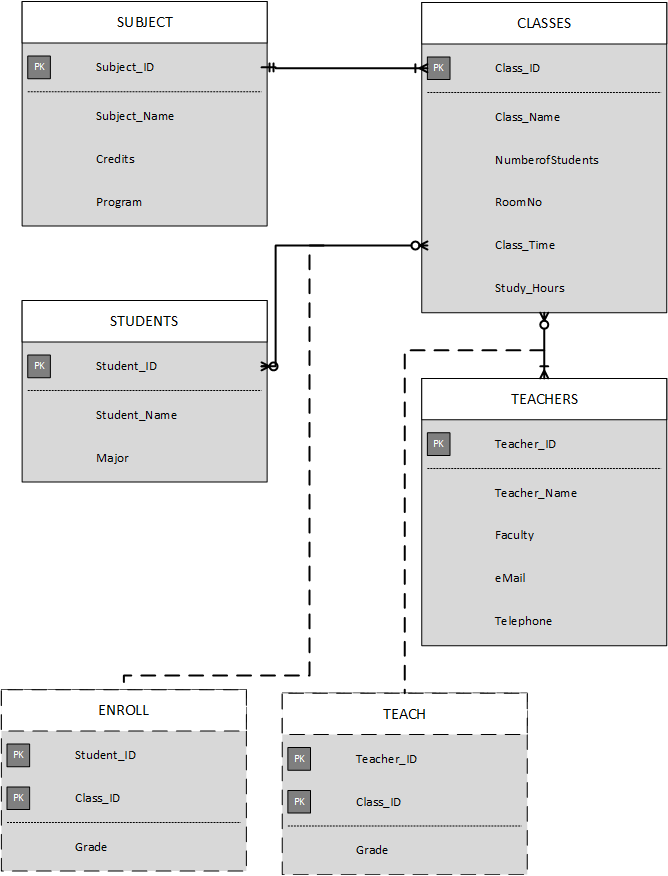 SUBJECT
PK Subject_ID
Subject_Name
Credits
Program
CLASSES
PK Class_ID
Class_Name
NumberofStudents
RoomNo
Class_Time
Study_Hours
STUDENTS
PK Student_ID
Student_Name
Major
TEACHERS
PK Teacher_ID
Teacher_Name
Faculty
eMail
Telephone
ENROLL
PK Student_ID
PK Class_ID
Grade
TEACH
PK Teacher_ID
PK Class_ID
Grade